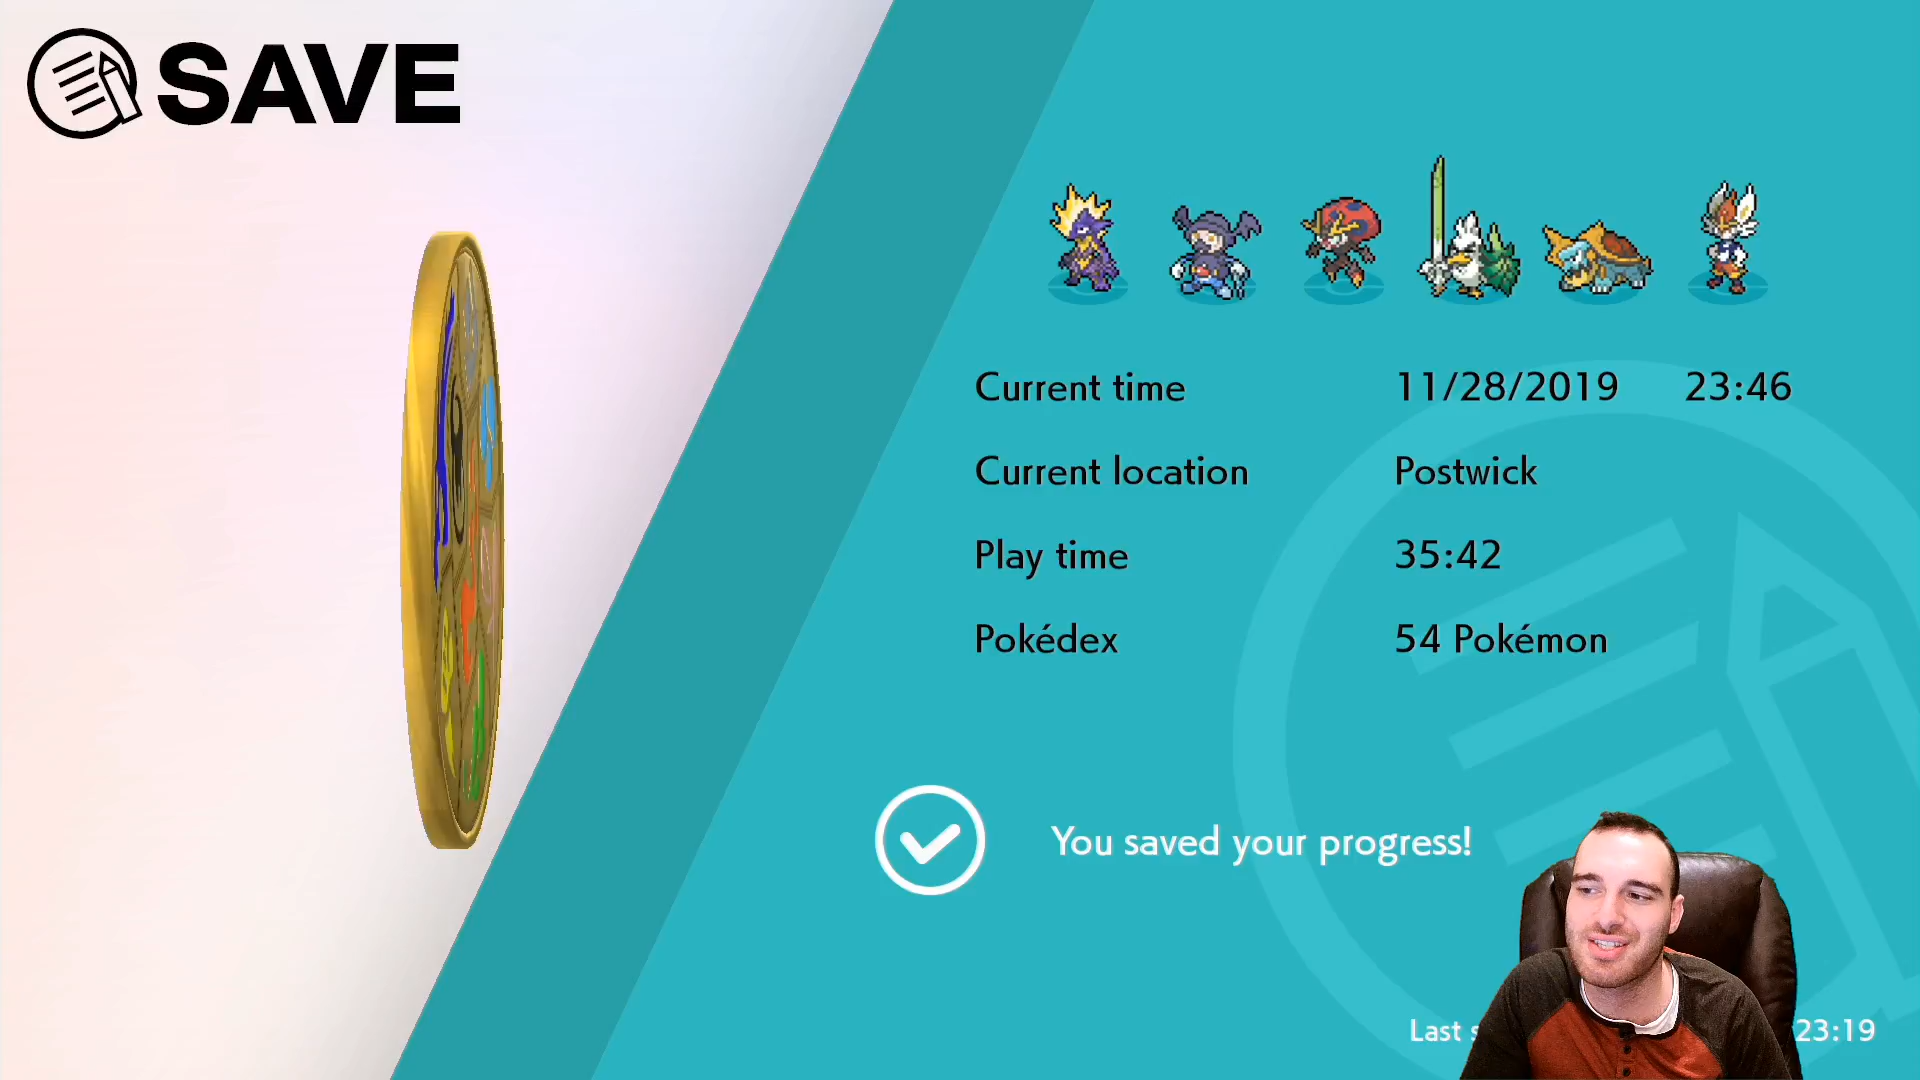 SAVE
Current time 11/28/2019 23:46
Current location Postwick
Play time 35:42
Pokédex 54 Pokémon
You saved your progress!
Last 23:19